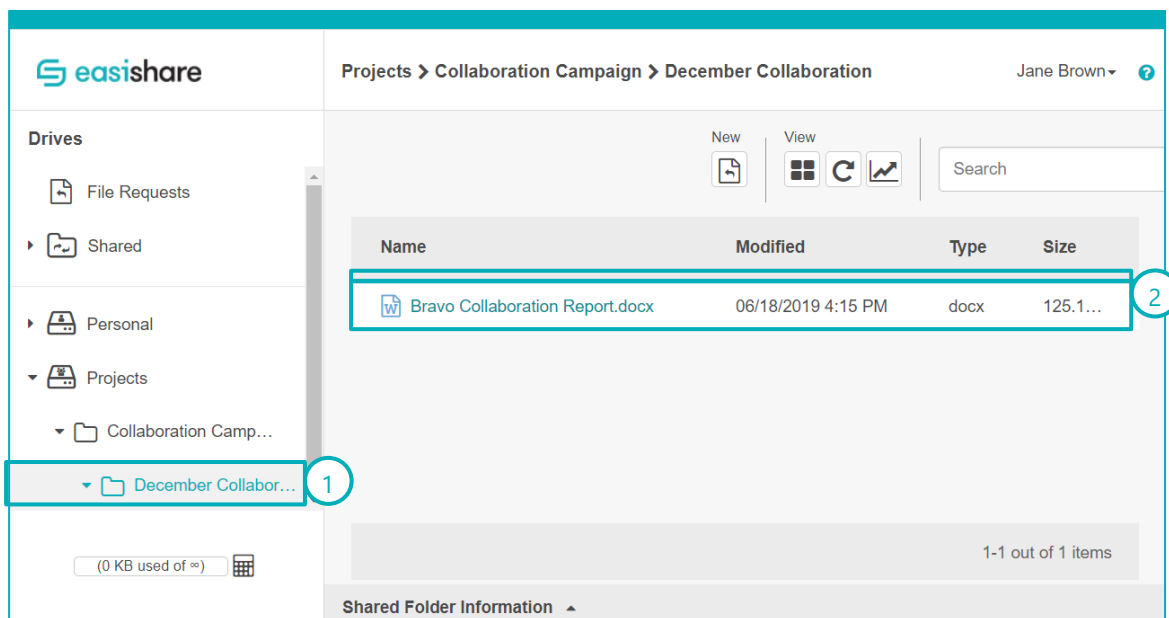 easishare
Projects > Collaboration Campaign > December Collaboration
Jane Brown
?
Drives
File Requests
Shared
Personal
Projects
Collaboration Camp...
December Collabor...
1
(0 KB used of ∞)
New
View
Search
Name Modified Type Size
W Bravo Collaboration Report.docx 06/18/2019 4:15 PM docx 125.1...
2
1-1 out of 1 items
Shared Folder Information